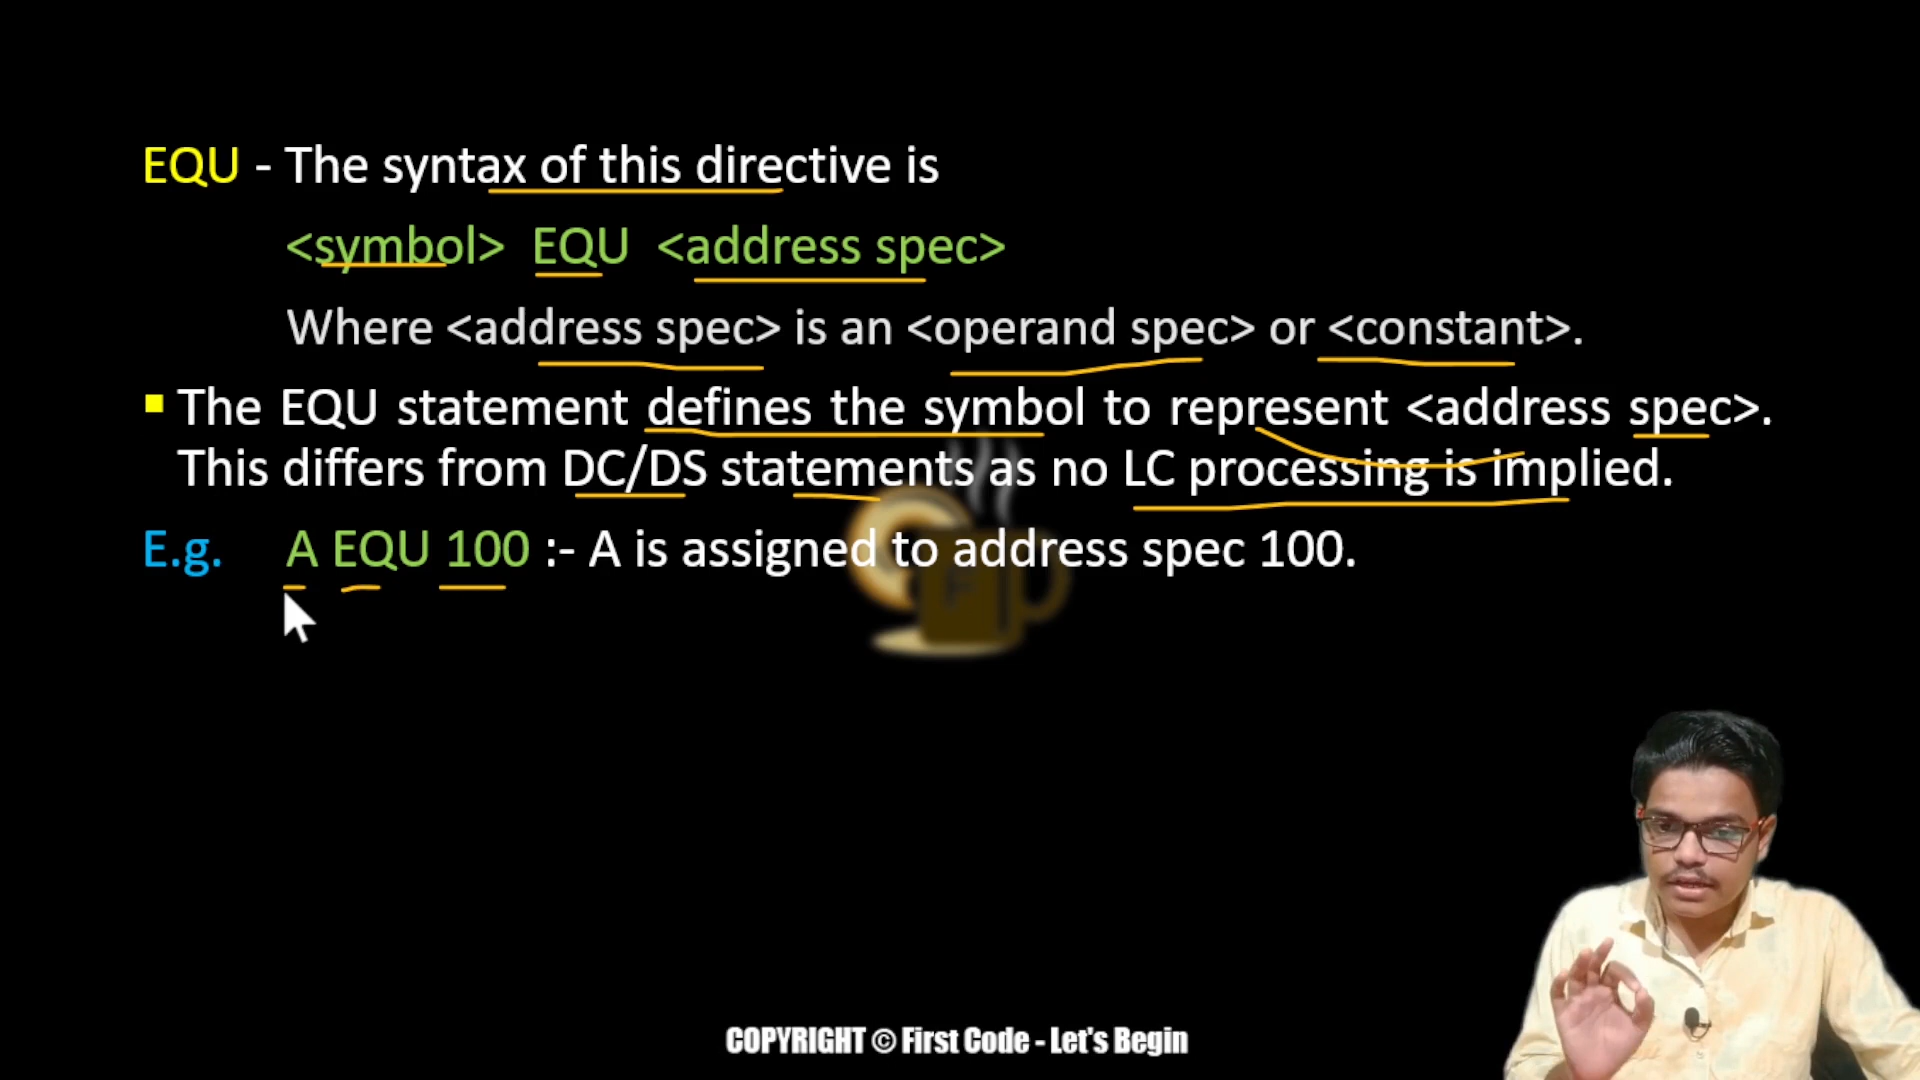 EQU - The syntax of this directive is
<symbol> EQU <address spec>
Where <address spec> is an <operand spec> or <constant>.
▪ The EQU statement defines the symbol to represent <address spec>.
This differs from DC/DS statements as no LC processing is implied.
E.g. A EQU 100 :- A is assigned to address spec 100.
COPYRIGHT © First Code - Let's Begin